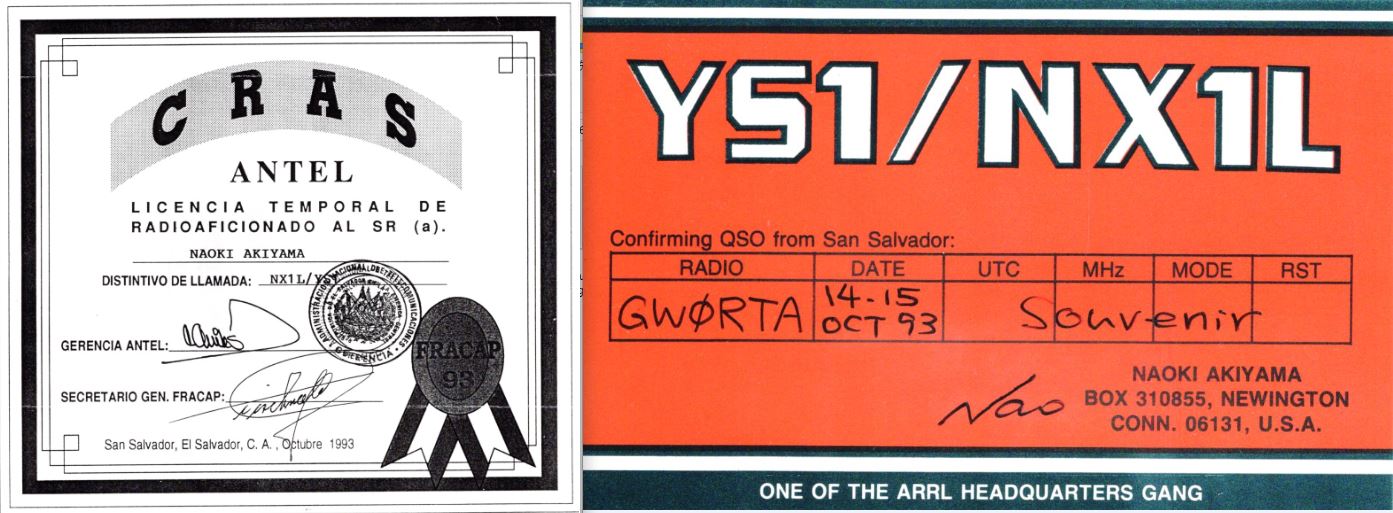 CRAS
ANTEL
LICENCIA TEMPORAL DE
RADIOAFICIONADO AL SR (a).
NAOKI AKIYAMA
DISTINTIVO DE LLAMADA: NX1L/
GERENCIA ANTEL:
SECRETARIO GEN. FRACAP:
FRACAP
93
San Salvador, El Salvador, C. A. , Octubre 1993
YS1/NX1L
Confirming QSO from San Salvador:
RADIO DATE UTC MHz MODE RST
GWØRTA 14-15 OCT 93 Souvenir
Nao
NAOKI AKIYAMA
BOX 310855, NEWINGTON
CONN. 06131, U.S.A.
ONE OF THE ARRL HEADQUARTERS GANG